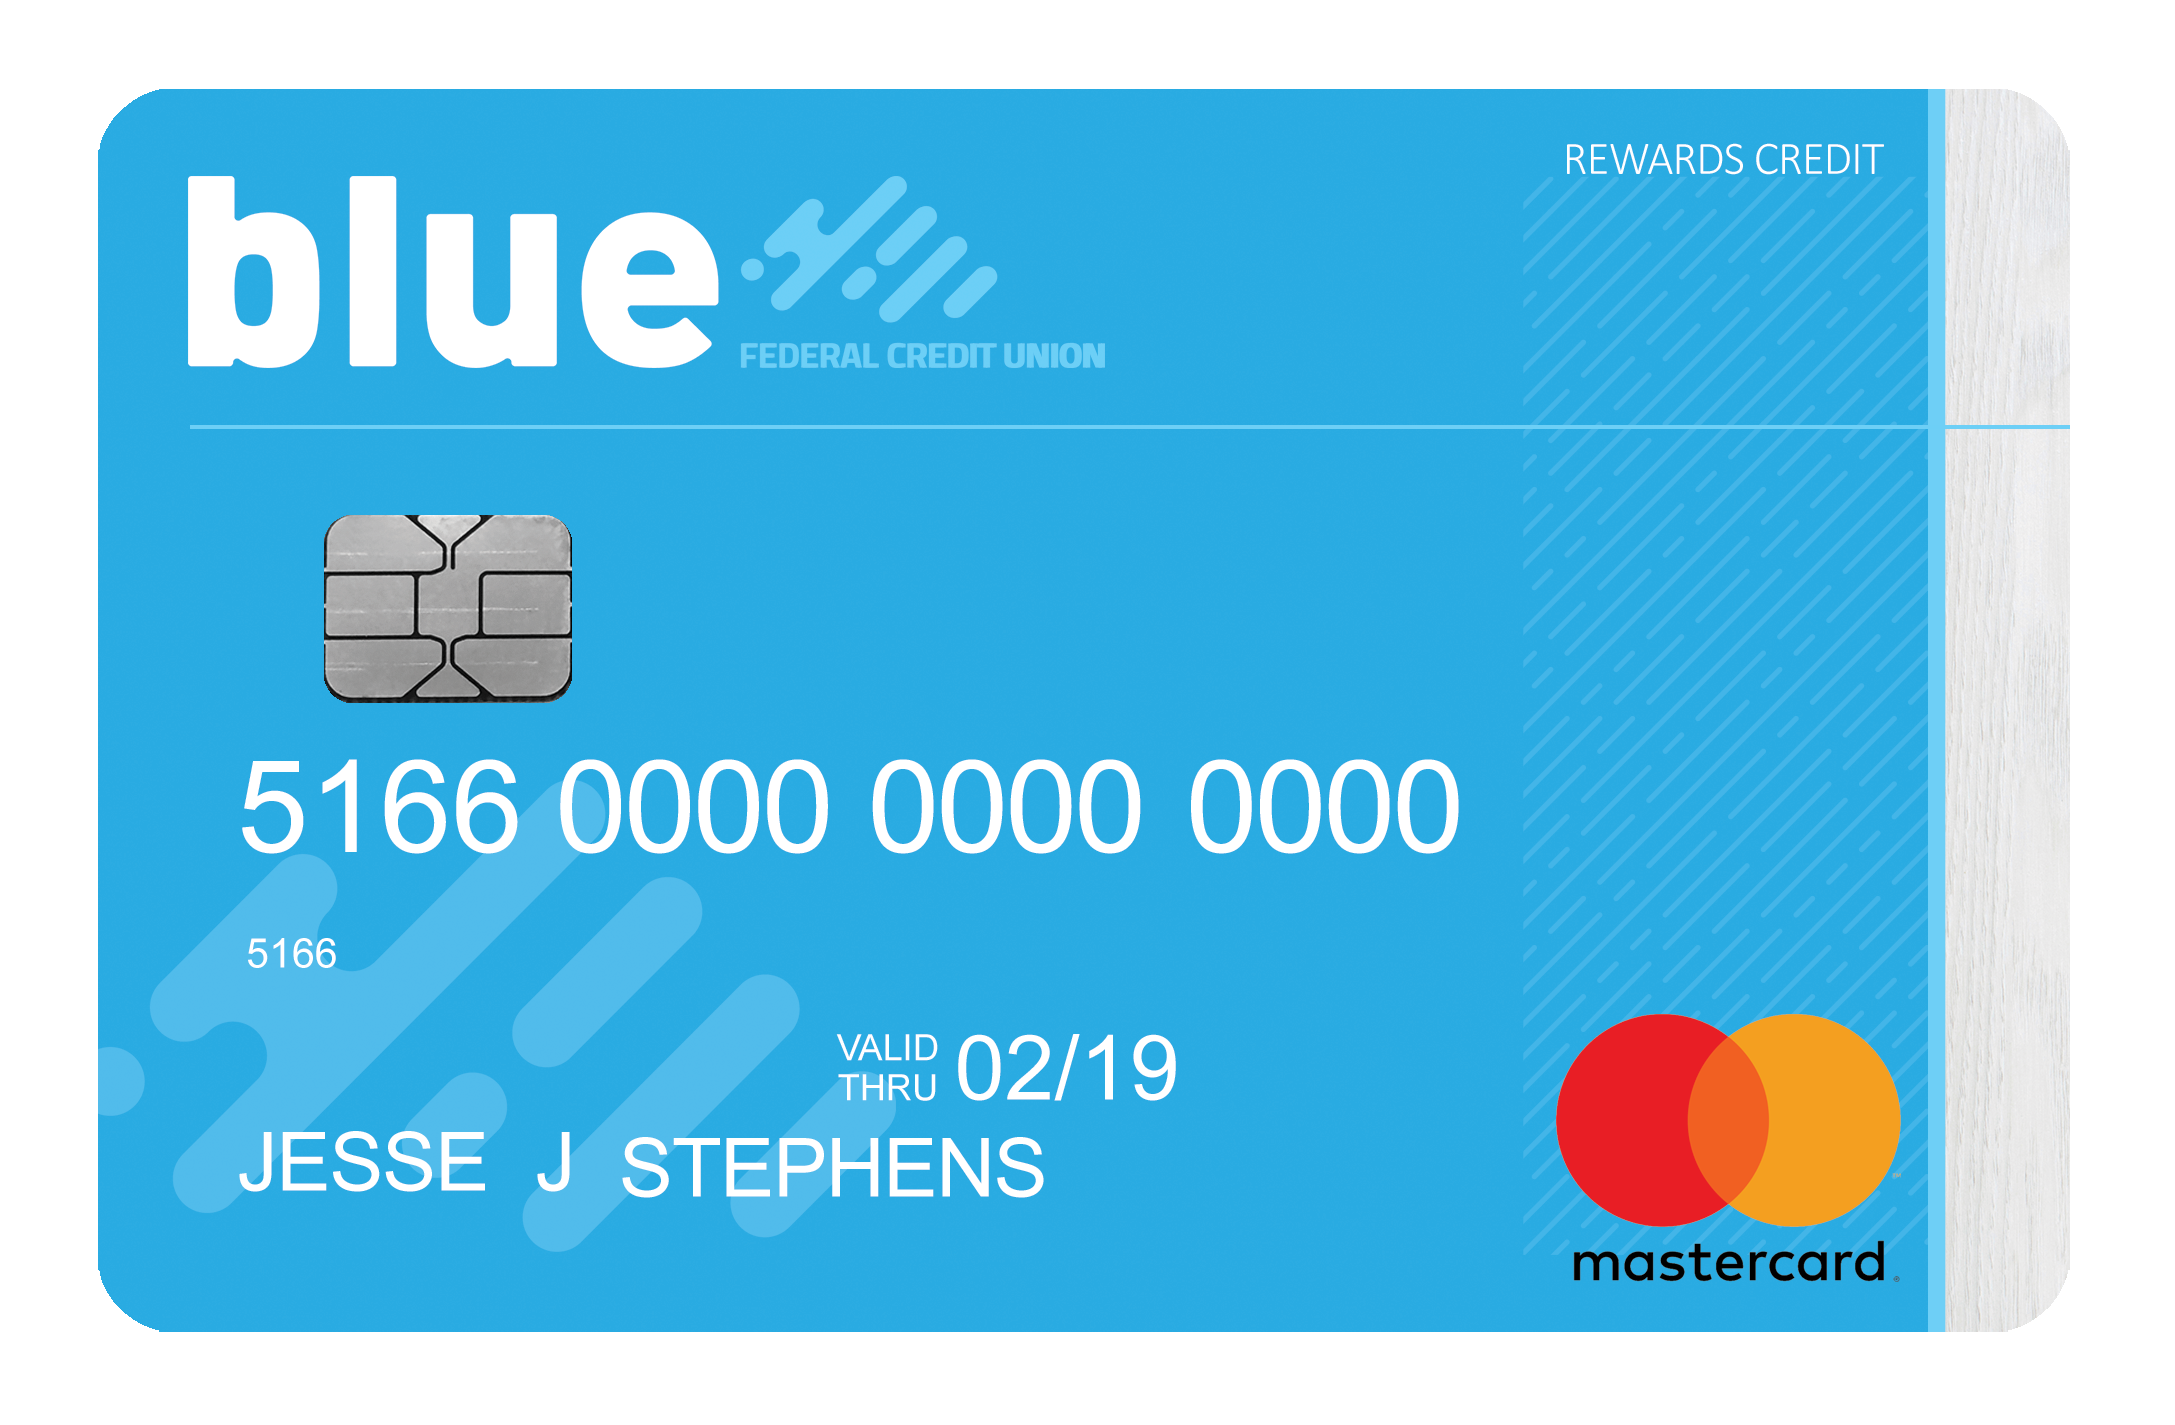 REWARDS CREDIT
blue
FEDERAL CREDIT UNION
5166 0000 0000 0000
5166
VALID
THRU 02/19
JESSE J STEPHENS
mastercard